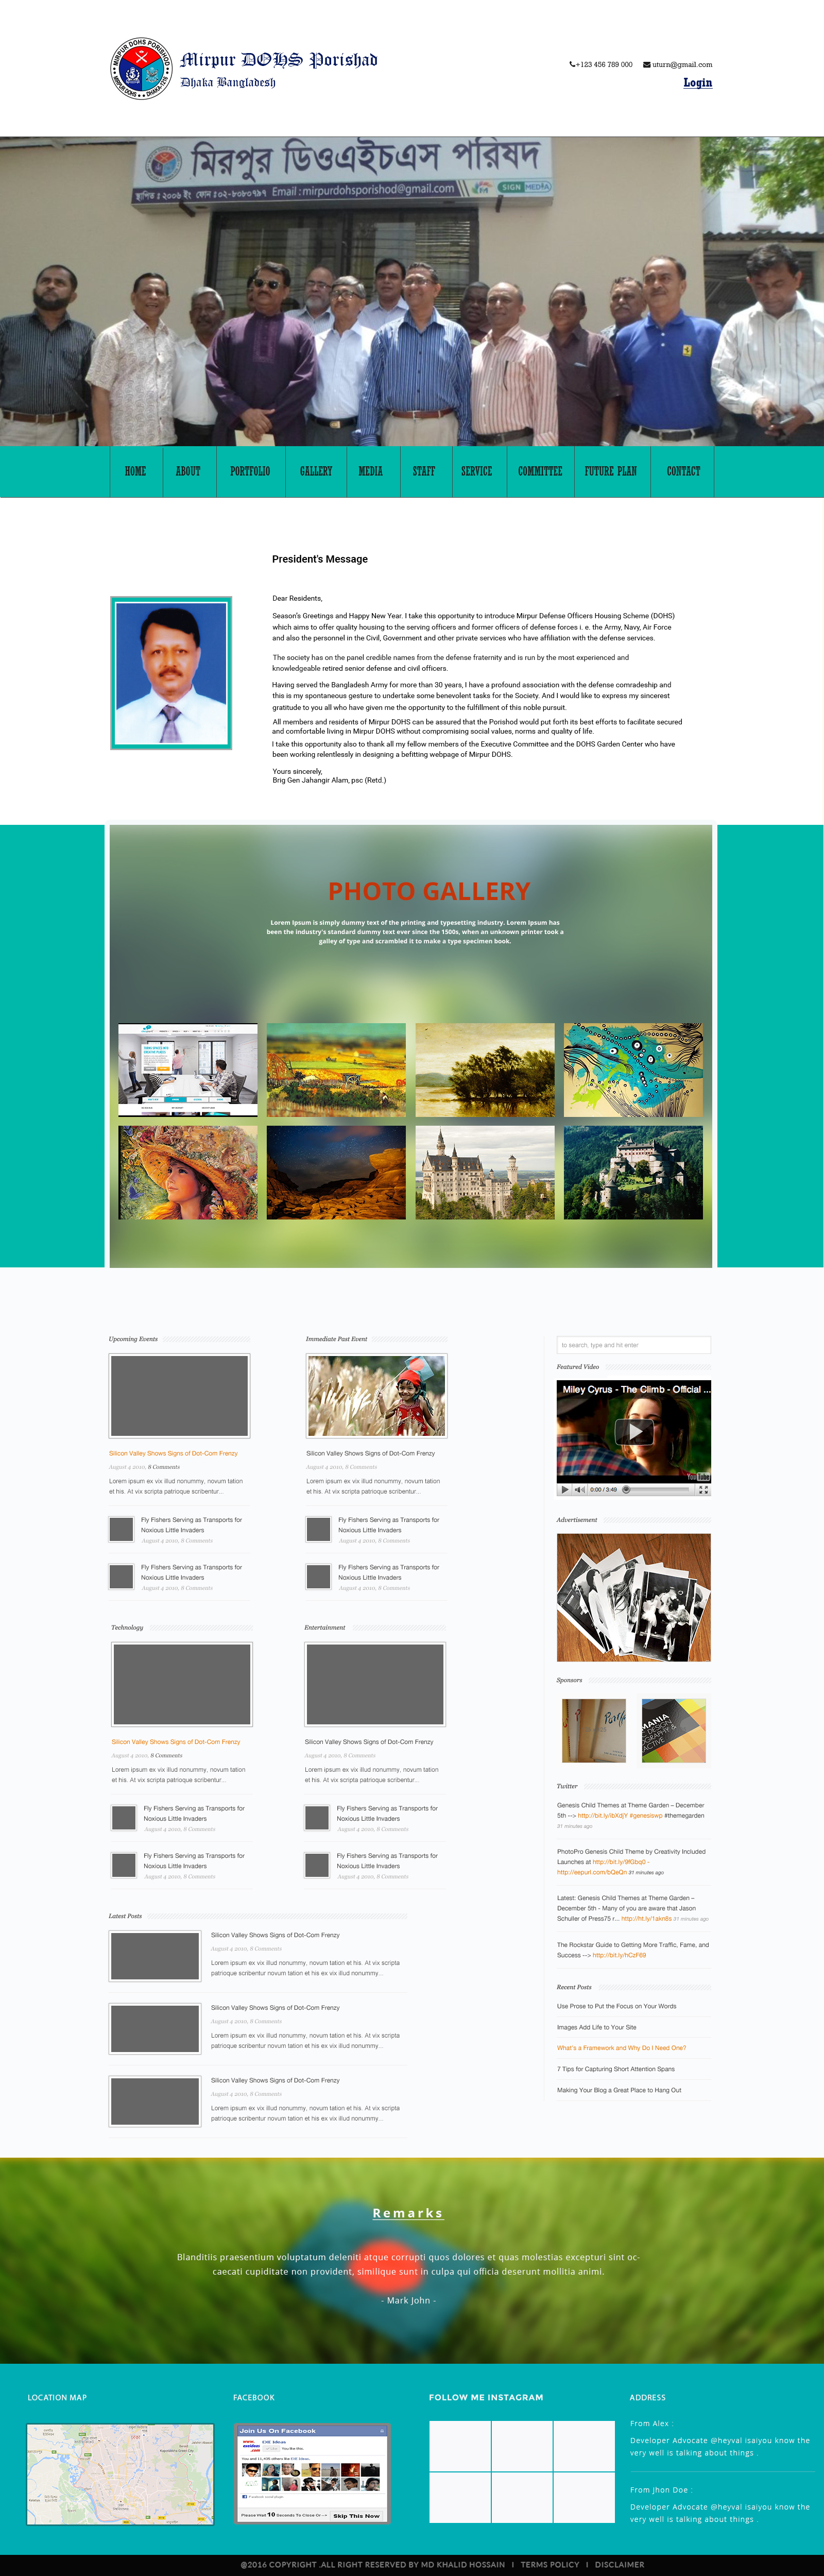 MIRPUR DOHS PORISHOD
MIRPUR DOHS, DHAKA-1216
Mirpur DOHS Porishad
Dhaka Bangladesh
+123 456 789 000 uturn@gmail.com
Login
মিরপুর ডিওএইচএস পরিষদ
স্থাপিত ঃ ২০০৬ ইং
Email :mirpurdohsporishod@gmail.com
SIGN MEDIA
HOME ABOUT PORTFOLIO GALLERY MEDIA STAFF SERVICE COMMITTEE FUTURE PLAN CONTACT
President's Message
Dear Residents,
Season's Greetings and Happy New Year. I take this opportunity to introduce Mirpur Defense Officers Housing Scheme (DOHS)
which aims to offer quality housing to the serving officers and former officers of defense forces i. e. the Army, Navy, Air Force
and also the personnel in the Civil, Government and other private services who have affiliation with the defense services.
The society has on the panel credible names from the defense fraternity and is run by the most experienced and
knowledgeable retired senior defense and civil officers.
Having served the Bangladesh Army for more than 30 years, I have a profound association with the defense comradeship and
this is my spontaneous gesture to undertake some benevolent tasks for the Society. And I would like to express my sincerest
gratitude to you all who have given me the opportunity to the fulfillment of this noble pursuit.
All members and residents of Mirpur DOHS can be assured that the Porishod would put forth its best efforts to facilitate secured
and comfortable living in Mirpur DOHS without compromising social values, norms and quality of life.
I take this opportunity also to thank all my fellow members of the Executive Committee and the DOHS Garden Center who have
been working relentlessly in designing a befitting webpage of Mirpur DOHS.
Yours sincerely,
Brig Gen Jahangir Alam, psc (Retd.)
PHOTO GALLERY
Lorem Ipsum is simply dummy text of the printing and typesetting industry. Lorem Ipsum has
been the industry's standard dummy text ever since the 1500s, when an unknown printer took a
galley of type and scrambled it to make a type specimen book.
Upcoming Events
Silicon Valley Shows Signs of Dot-Com Frenzy
August 4 2010, 8 Comments
Lorem ipsum ex vix illud nonummy, novum tation
et his. At vix scripta patrioque scribentur...
Fly Fishers Serving as Transports for
Noxious Little Invaders
August 4 2010, 8 Comments
Fly Fishers Serving as Transports for
Noxious Little Invaders
August 4 2010, 8 Comments
Immediate Past Event
Silicon Valley Shows Signs of Dot-Com Frenzy
August 4 2010, 8 Comments
Lorem ipsum ex vix illud nonummy, novum tation
et his. At vix scripta patrioque scribentur...
Fly Fishers Serving as Transports for
Noxious Little Invaders
August 4 2010, 8 Comments
Fly Fishers Serving as Transports for
Noxious Little Invaders
August 4 2010, 8 Comments
Technology
Silicon Valley Shows Signs of Dot-Com Frenzy
August 4 2010, 8 Comments
Lorem ipsum ex vix illud nonummy, novum tation
et his. At vix scripta patrioque scribentur...
Fly Fishers Serving as Transports for
Noxious Little Invaders
August 4 2010, 8 Comments
Fly Fishers Serving as Transports for
Noxious Little Invaders
August 4 2010, 8 Comments
Entertainment
Silicon Valley Shows Signs of Dot-Com Frenzy
August 4 2010, 8 Comments
Lorem ipsum ex vix illud nonummy, novum tation
et his. At vix scripta patrioque scribentur...
Fly Fishers Serving as Transports for
Noxious Little Invaders
August 4 2010, 8 Comments
Fly Fishers Serving as Transports for
Noxious Little Invaders
August 4 2010, 8 Comments
Latest Posts
Silicon Valley Shows Signs of Dot-Com Frenzy
August 4 2010, 8 Comments
Lorem ipsum ex vix illud nonummy, novum tation et his. At vix scripta
patrioque scribentur novum tation et his ex vix illud nonummy...
Silicon Valley Shows Signs of Dot-Com Frenzy
August 4 2010, 8 Comments
Lorem ipsum ex vix illud nonummy, novum tation et his. At vix scripta
patrioque scribentur novum tation et his ex vix illud nonummy...
Silicon Valley Shows Signs of Dot-Com Frenzy
August 4 2010, 8 Comments
Lorem ipsum ex vix illud nonummy, novum tation et his. At vix scripta
patrioque scribentur novum tation et his ex vix illud nonummy...
to search, type and hit enter
Featured Video
Miley Cyrus - The Climb - Official ...
YouTube
0:00 / 3:49
Advertisement
Sponsors
MANIA
DESIGN
OGRAPHY &
ACTIVE
Twitter
Genesis Child Themes at Theme Garden – December
5th --> http://bit.ly/ibXdjY #genesiswp #themegarden
31 minutes ago
PhotoPro Genesis Child Theme by Creativity Included
Launches at http://bit.ly/9fGbq0 -
http://eepurl.com/bQeQn 31 minutes ago
Latest: Genesis Child Themes at Theme Garden –
December 5th - Many of you are aware that Jason
Schuller of Press75 r... http://ht.ly/1akn6s 31 minutes ago
The Rockstar Guide to Getting More Traffic, Fame, and
Success --> http://bit.ly/hCzF69
Recent Posts
Use Prose to Put the Focus on Your Words
Images Add Life to Your Site
What's a Framework and Why Do I Need One?
7 Tips for Capturing Short Attention Spans
Making Your Blog a Great Place to Hang Out
Remarks
Blanditiis praesentium voluptatum deleniti atque corrupti quos dolores et quas molestias excepturi sint oc-
caecati cupiditate non provident, similique sunt in culpa qui officia deserunt mollitia animi.
- Mark John -
LOCATION MAP
FACEBOOK
Join Us On Facebook
EXE Ideas
Please Wait 10 Seconds To Close Or--> Skip This Now
FOLLOW ME INSTAGRAM
ADDRESS
From Alex :
Developer Advocate @heyval isaiyou know the
very well is talking about things .
From Jhon Doe :
Developer Advocate @heyval isaiyou know the
very well is talking about things .
@2016 COPYRIGHT .ALL RIGHT RESERVED BY MD KHALID HOSSAIN I TERMS POLICY I DISCLAIMER